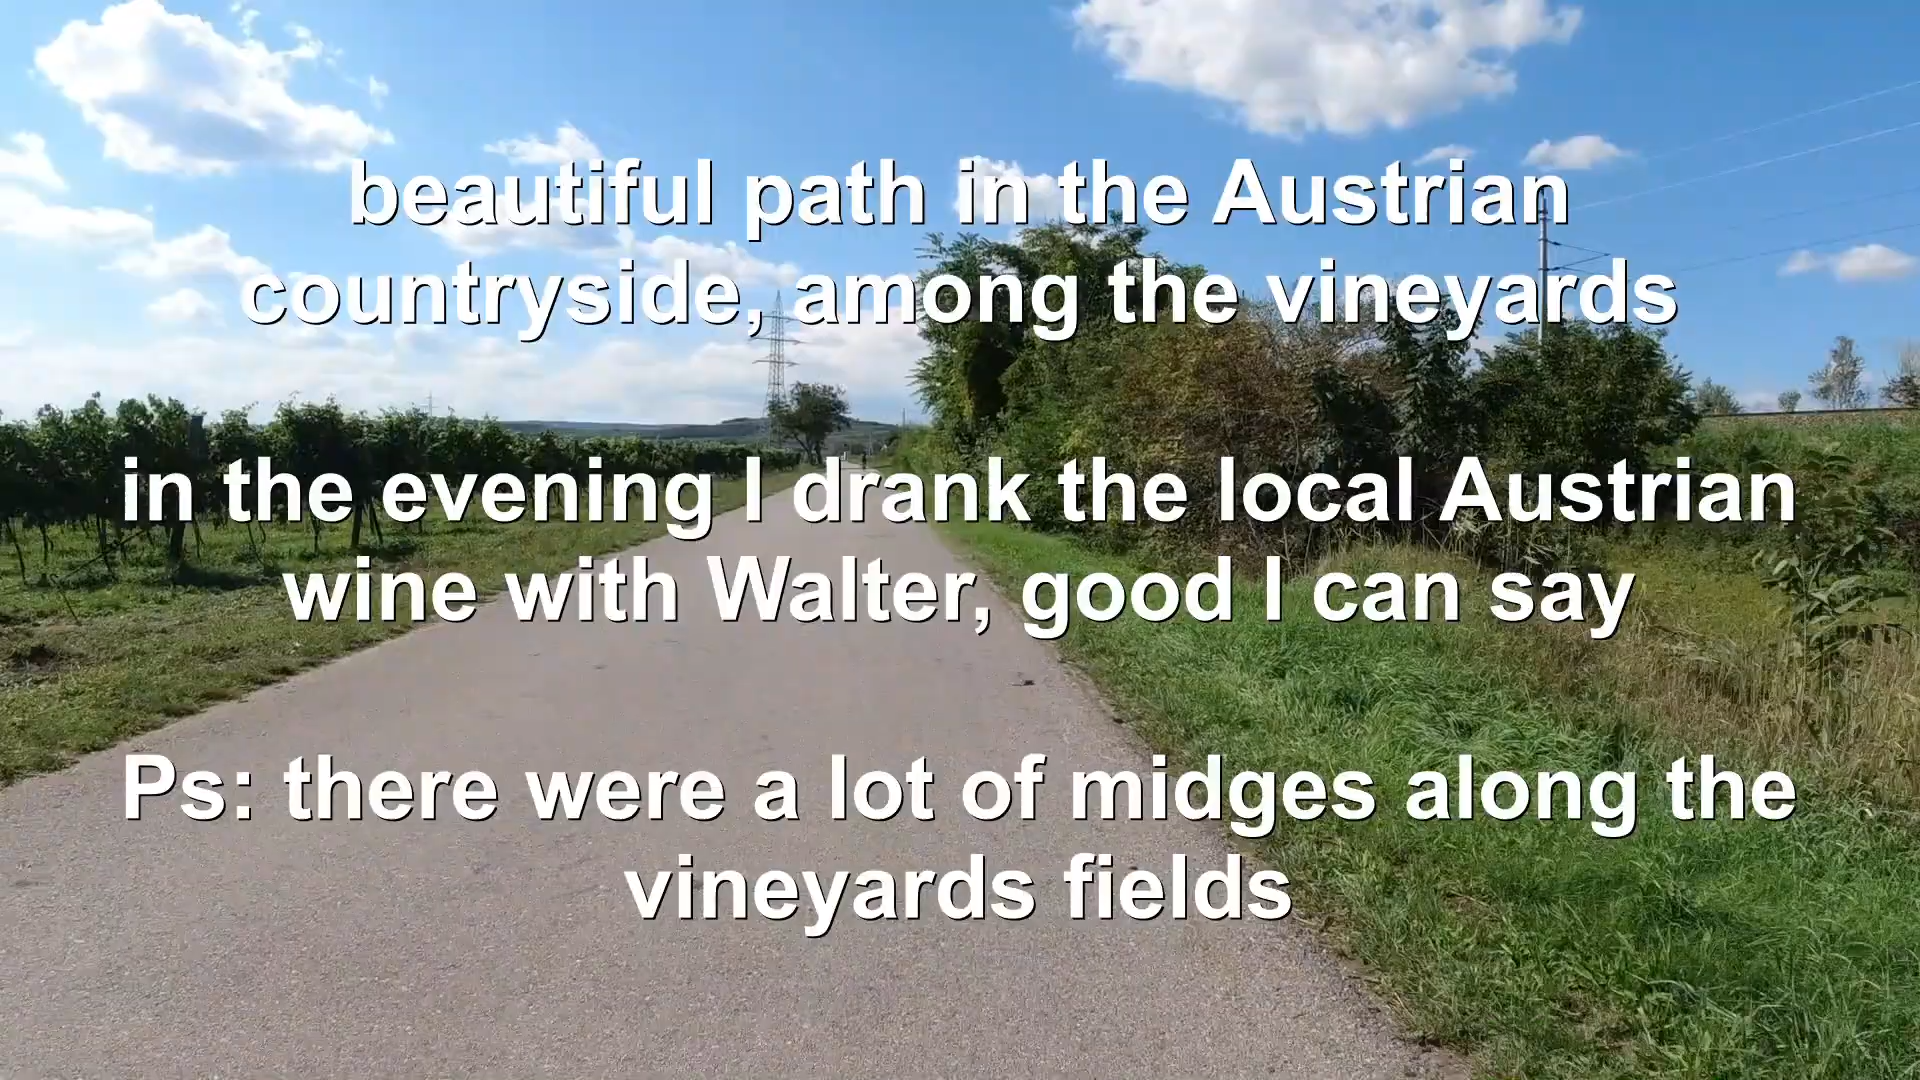 beautiful path in the Austrian
countryside, among the vineyards
in the evening I drank the local Austrian
wine with Walter, good I can say
Ps: there were a lot of midges along the
vineyards fields